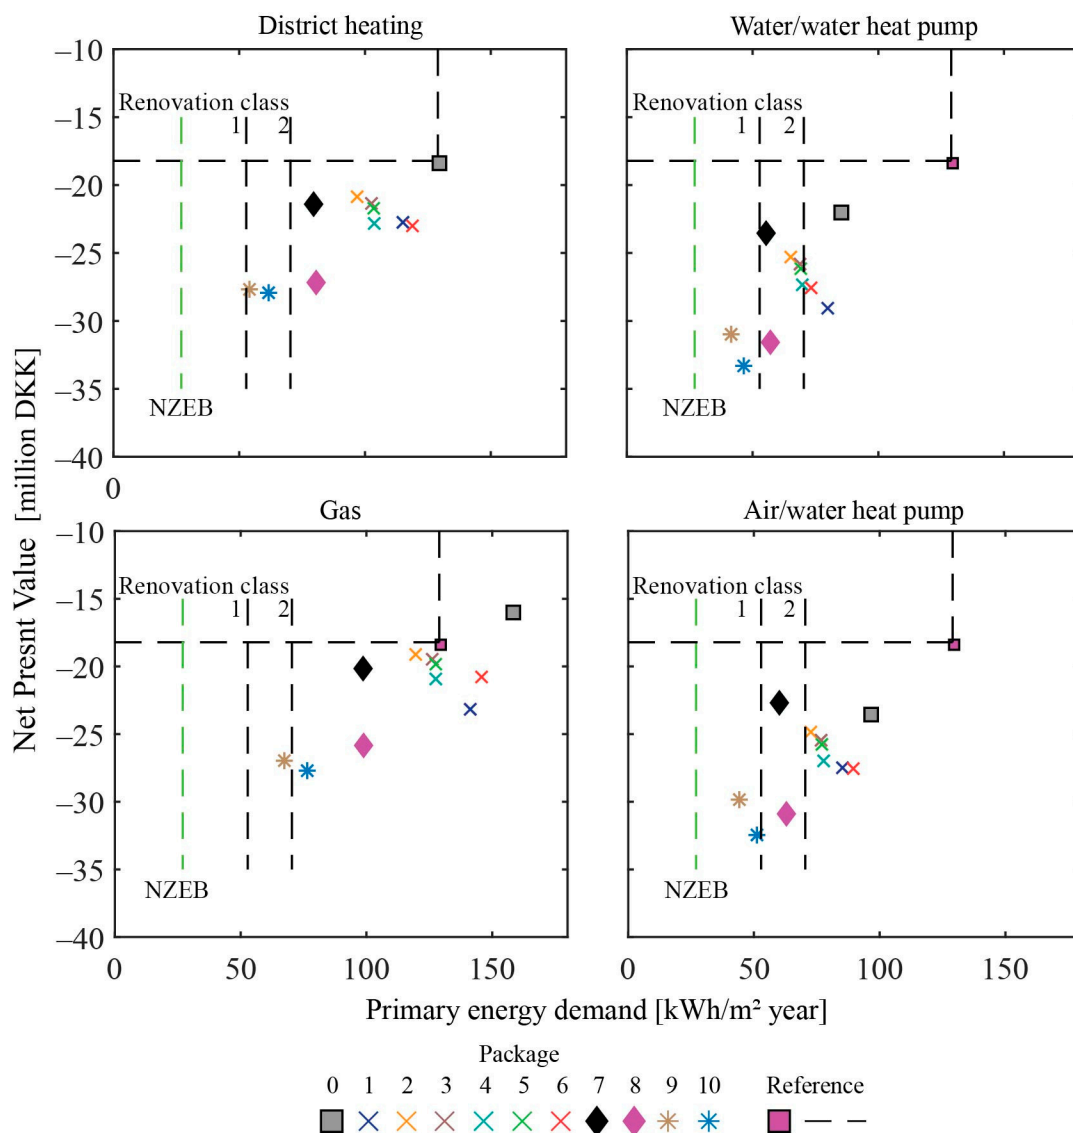 District heating
Water/water heat pump
Net Presnt Value [million DKK]
−10
−15
−20
−25
−30
−35
−40
0
Renovation class
1 2
NZEB
Renovation class
1 2
NZEB
Gas
Air/water heat pump
−10
−15
−20
−25
−30
−35
−40
Renovation class
1 2
NZEB
Renovation class
1 2
NZEB
0 50 100 150
0 50 100 150
Primary energy demand [kWh/m² year]
Package
0 1 2 3 4 5 6 7 8 9 10 Reference